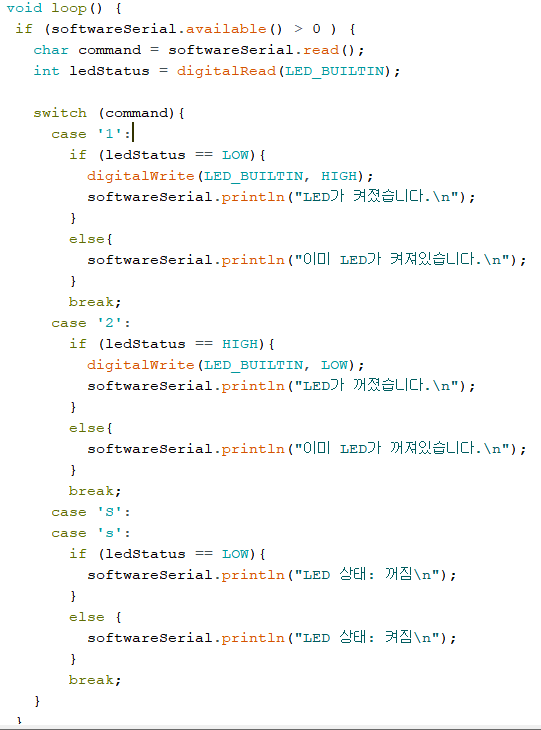 void loop() {
 if (softwareSerial.available() > 0 ) {
   char command = softwareSerial.read();
   int ledStatus = digitalRead(LED_BUILTIN);

   switch (command){
     case '1':
       if (ledStatus == LOW){
         digitalWrite(LED_BUILTIN, HIGH);
         softwareSerial.println("LED가 켜졌습니다.\n");
       }
       else{
         softwareSerial.println("이미 LED가 켜져있습니다.\n");
       }
       break;
     case '2':
       if (ledStatus == HIGH){
         digitalWrite(LED_BUILTIN, LOW);
         softwareSerial.println("LED가 꺼졌습니다.\n");
       }
       else{
         softwareSerial.println("이미 LED가 꺼져있습니다.\n");
       }
       break;
     case 'S':
     case 's':
       if (ledStatus == LOW){
         softwareSerial.println("LED 상태: 꺼짐\n");
       }
       else {
         softwareSerial.println("LED 상태: 켜짐\n");
       }
       break;
   }
 }